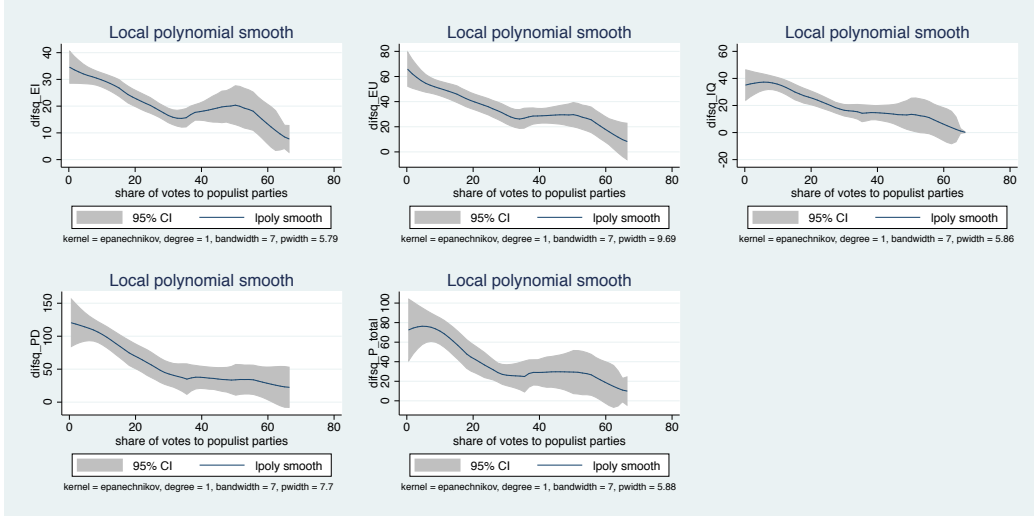 Local polynomial smooth
difsq_EI
0 10 20 30 40
0 20 40 60 80
share of votes to populist parties
95% CI lpoly smooth
kernel = epanechnikov, degree = 1, bandwidth = 7, pwidth = 5.79
Local polynomial smooth
difsq_EU
0 20 40 60 80
0 20 40 60 80
share of votes to populist parties
95% CI lpoly smooth
kernel = epanechnikov, degree = 1, bandwidth = 7, pwidth = 9.69
Local polynomial smooth
difsq_IQ
-20 0 20 40 60
0 20 40 60 80
share of votes to populist parties
95% CI lpoly smooth
kernel = epanechnikov, degree = 1, bandwidth = 7, pwidth = 5.86
Local polynomial smooth
difsq_PD
0 50 100 150
0 20 40 60 80
share of votes to populist parties
95% CI lpoly smooth
kernel = epanechnikov, degree = 1, bandwidth = 7, pwidth = 7.7
Local polynomial smooth
difsq_P_total
0 20 40 60 80 100
0 20 40 60 80
share of votes to populist parties
95% CI lpoly smooth
kernel = epanechnikov, degree = 1, bandwidth = 7, pwidth = 5.88